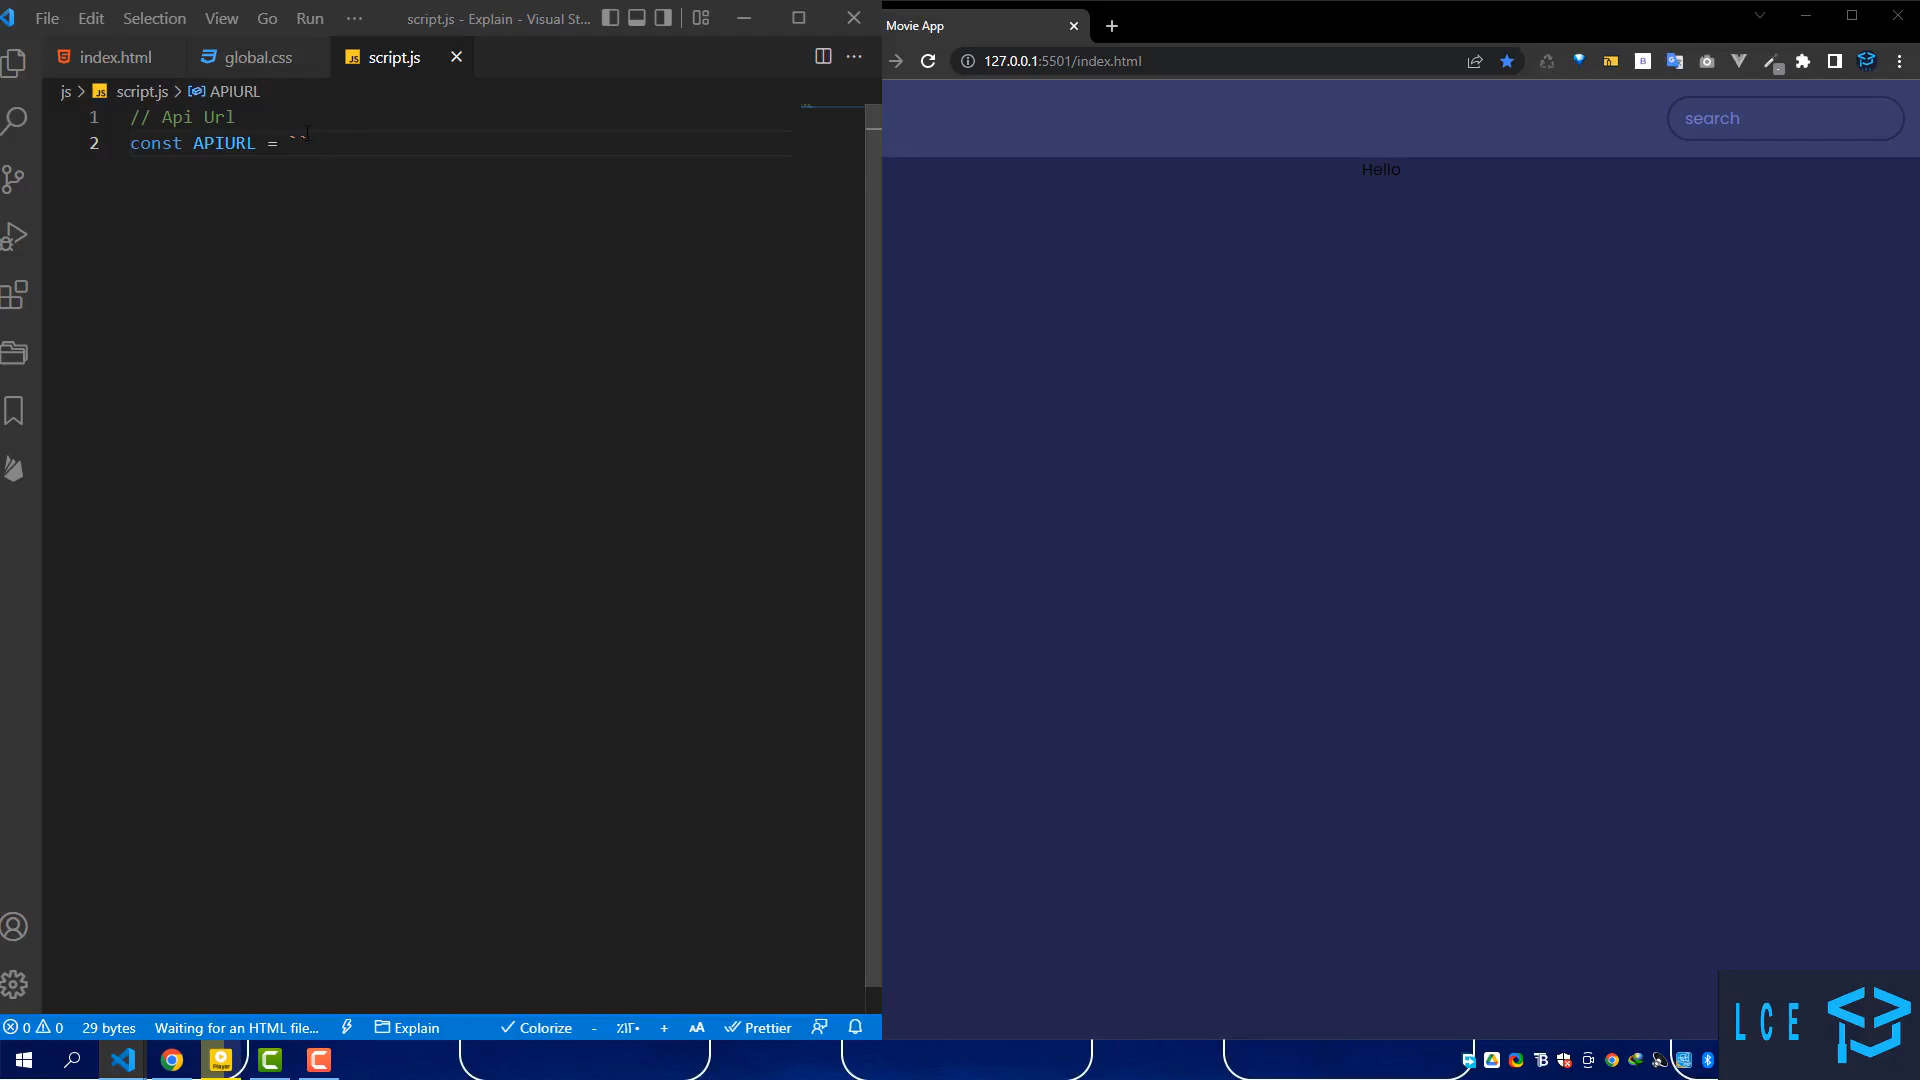 File Edit Selection View Go Run ··· script.js - Explain - Visual St...
index.html global.css script.js
js > script.js > APIURL
1 // Api Url
2 const APIURL = ``
0 0 29 bytes Waiting for an HTML file... Explain Colorize - + AA Prettier
Movie App
127.0.0.1:5501/index.html
search
Hello
LCE